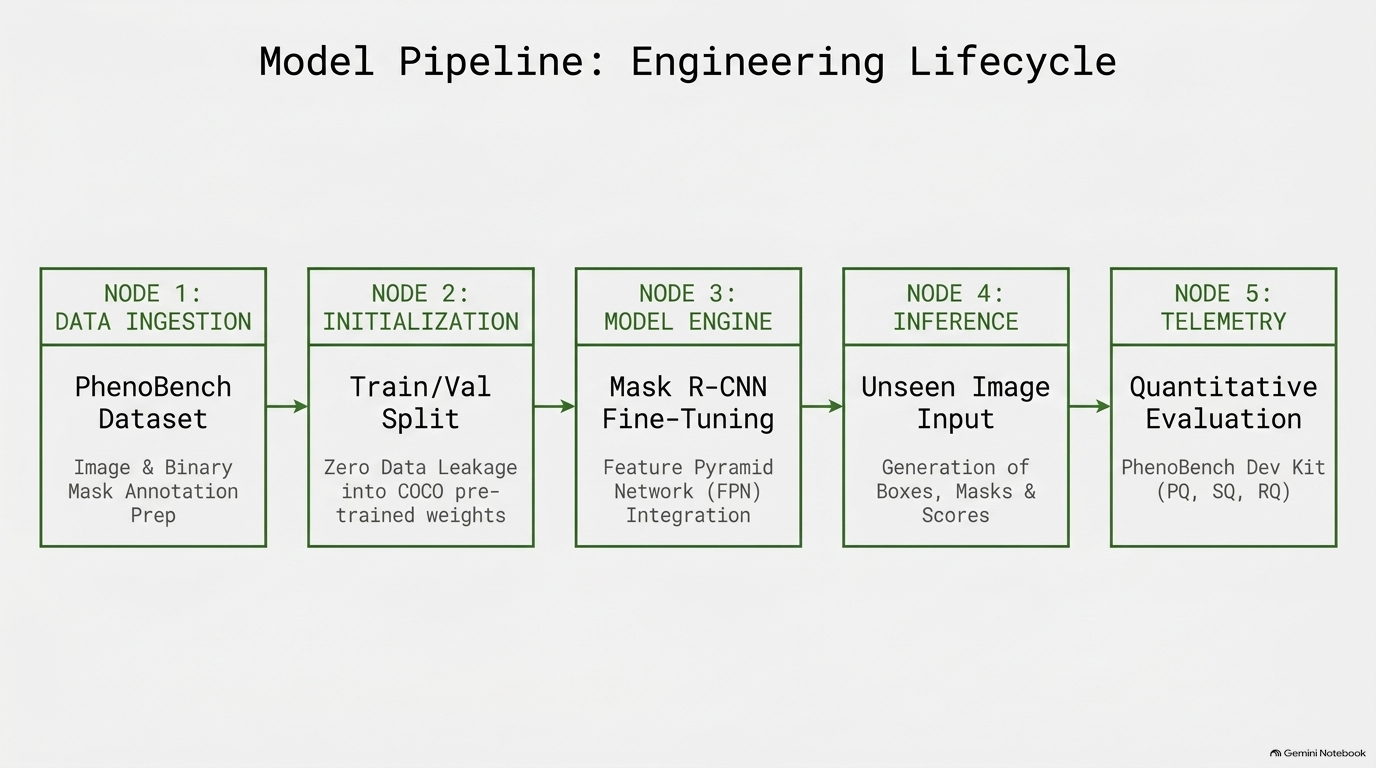 Model Pipeline: Engineering Lifecycle
NODE 1:
DATA INGESTION
PhenoBench
Dataset
Image & Binary
Mask Annotation
Prep
NODE 2:
INITIALIZATION
Train/Val
Split
Zero Data Leakage
into COCO pre-
trained weights
NODE 3:
MODEL ENGINE
Mask R-CNN
Fine-Tuning
Feature Pyramid
Network (FPN)
Integration
NODE 4:
INFERENCE
Unseen Image
Input
Generation of
Boxes, Masks &
Scores
NODE 5:
TELEMETRY
Quantitative
Evaluation
PhenoBench Dev Kit
(PQ, SQ, RQ)
Gemini Notebook